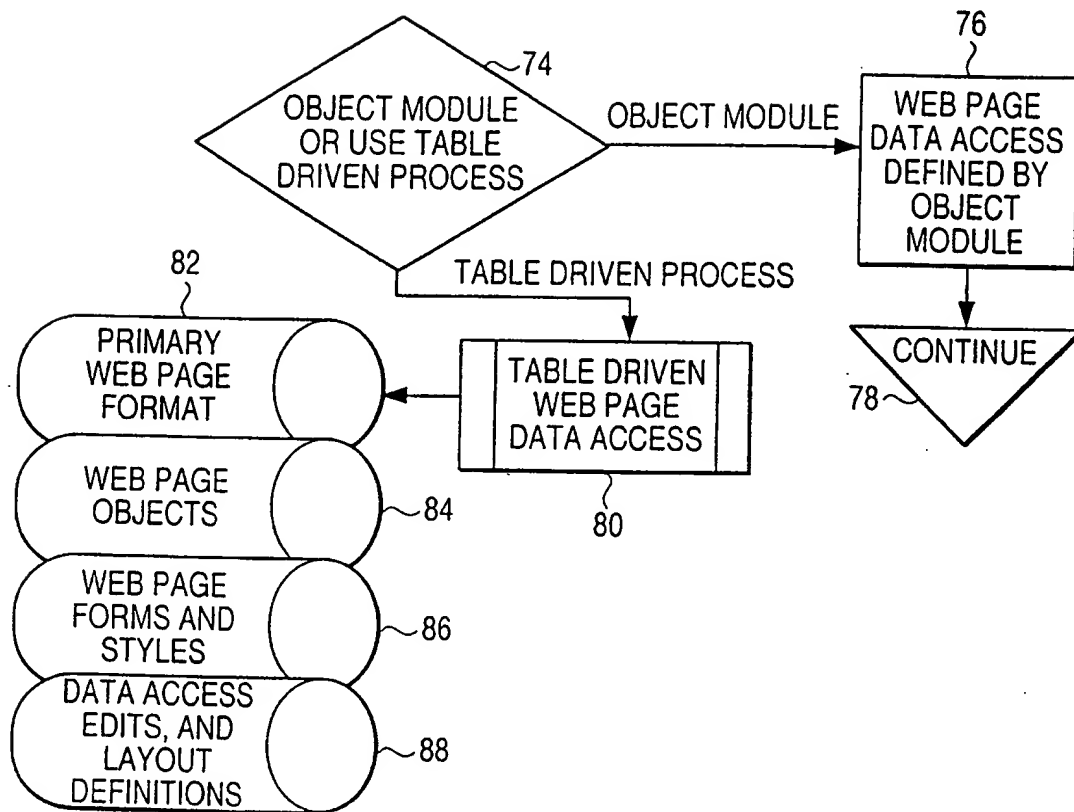 74
OBJECT MODULE
OR USE TABLE
DRIVEN PROCESS
OBJECT MODULE
76
WEB PAGE
DATA ACCESS
DEFINED BY
OBJECT
MODULE
TABLE DRIVEN PROCESS
CONTINUE
78
TABLE DRIVEN
WEB PAGE
DATA ACCESS
80
82
PRIMARY
WEB PAGE
FORMAT
WEB PAGE
OBJECTS
84
WEB PAGE
FORMS AND
STYLES
86
DATA ACCESS
EDITS, AND
LAYOUT
DEFINITIONS
88